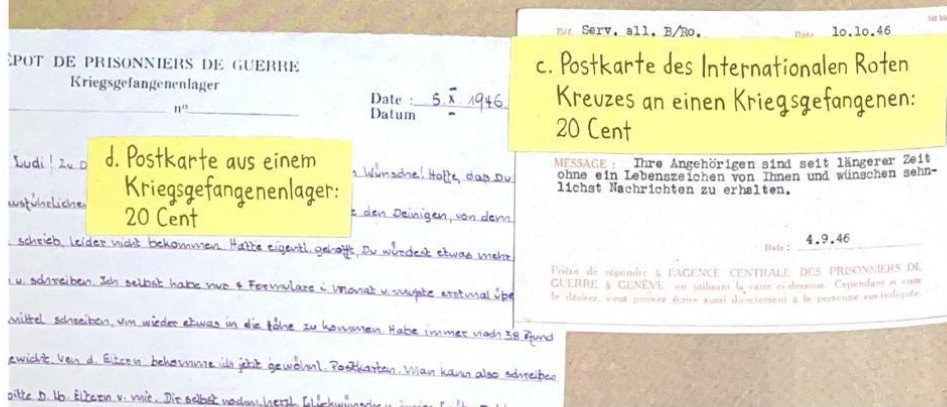 ÉPOT DE PRISONNIERS DE GUERRE
Kriegsgefangenenlager
nº
Date : 5.X.1946.
Datum
d. Postkarte aus einem
Kriegsgefangenenlager:
20 Cent
Ludi! Zu D
n Wünsche! Hoffe, das Du
den Deinigen, von dem
schrieb, leider nicht bekommen. Hatte eigentl. gehofft, Du würdest etwas mehr
u. schreiben. Ich selbst habe nur 4 Formulare i. Monat u. mußte erstmal
mittel schreiben, um wieder etwas in die Höhe zu kommen. Habe immer noch 38 Pfund
ewicht. Von d. Eltern bekomme ich jetzt gewöhnl. Postkarten. Man kann also schreiben
bitte D. lb. Eltern v. mir. Dir selbst herzl. Glückwünsche
Réf. Serv. all. B/Ro.
Date 10.10.46
c. Postkarte des Internationalen Roten
Kreuzes an einen Kriegsgefangenen:
20 Cent
MESSAGE : Ihre Angehörigen sind seit längerer Zeit
ohne ein Lebenszeichen von Ihnen und wünschen sehn-
lichst Nachrichten zu erhalten.
Date : 4.9.46
Prière de répondre à l'AGENCE CENTRALE DES PRISONNIERS DE
GUERRE à GENÈVE en utilisant la carte ci-dessous. Cependant si vous
le désirez, vous pouvez écrire aussi directement à la personne sus-indiquée.